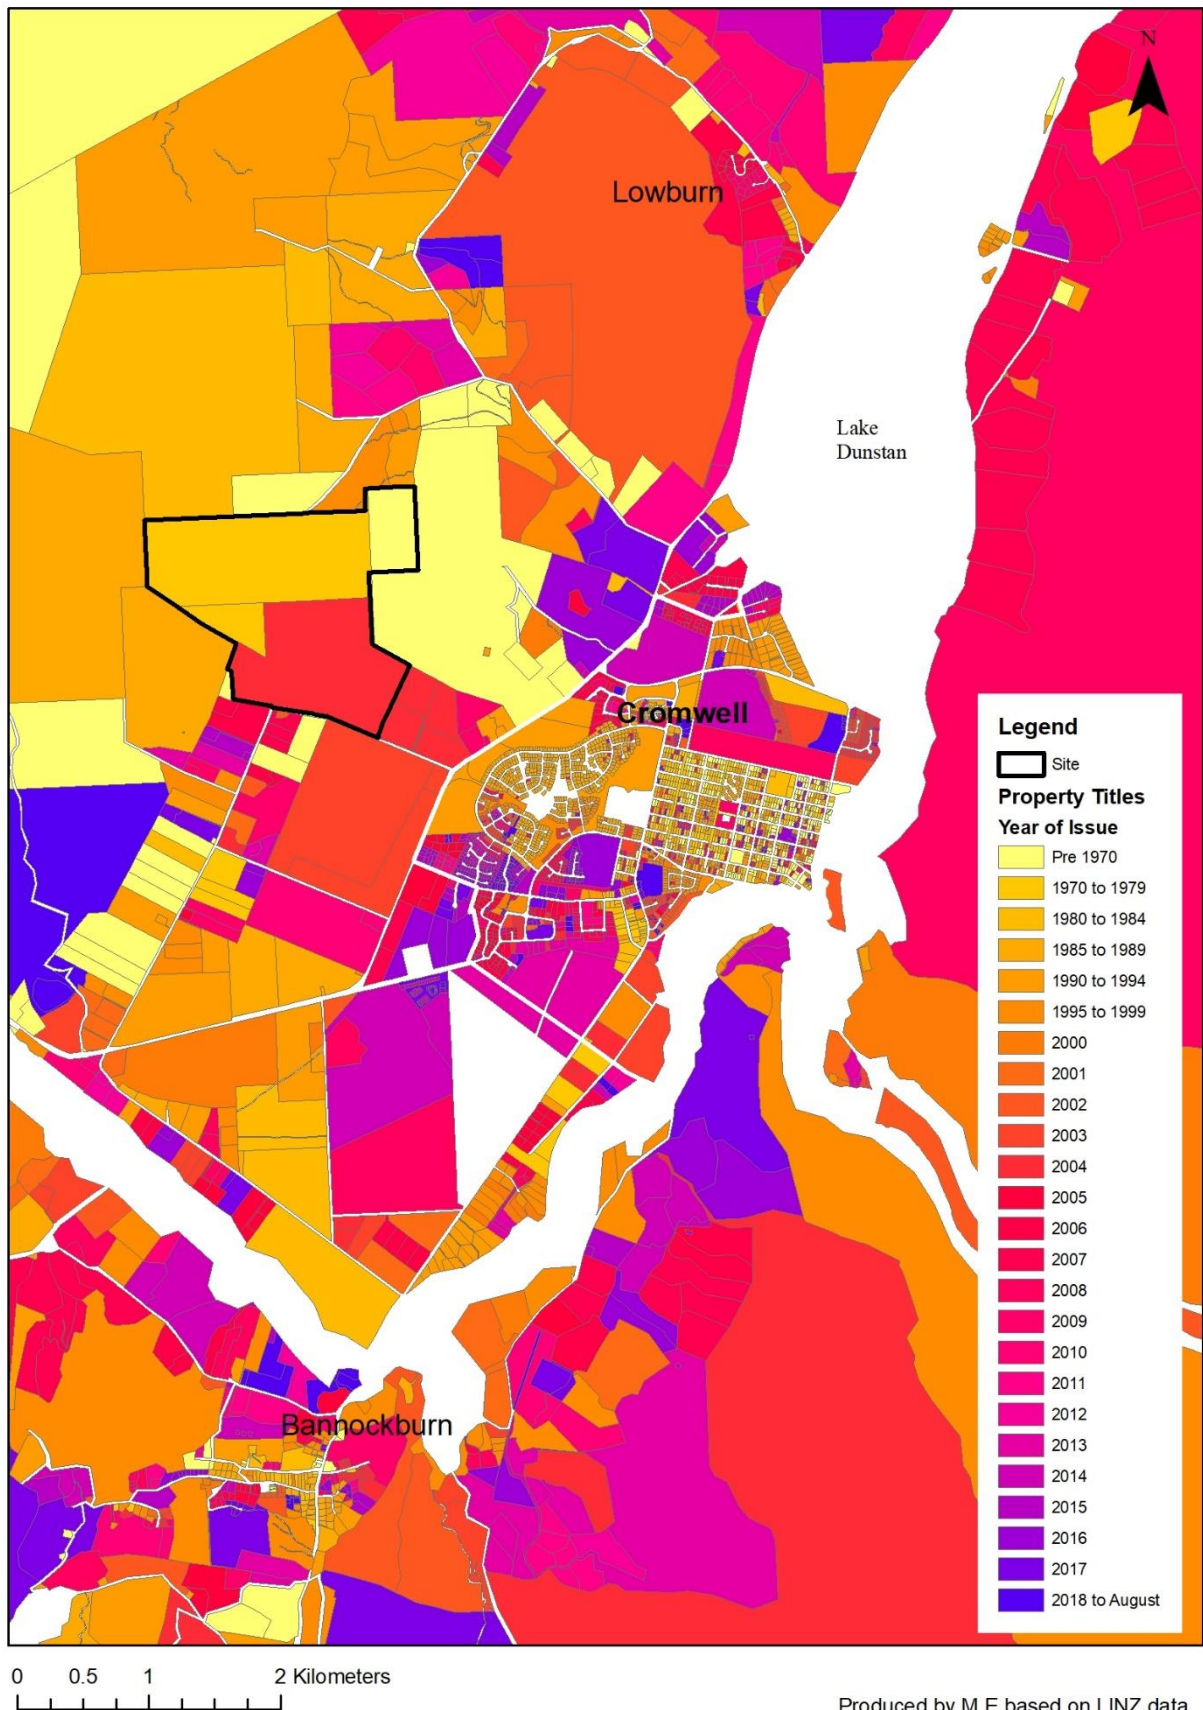 N
Lowburn
Lake
Dunstan
Cromwell
Bannockburn
Legend
Site
Property Titles
Year of Issue
Pre 1970
1970 to 1979
1980 to 1984
1985 to 1989
1990 to 1994
1995 to 1999
2000
2001
2002
2003
2004
2005
2006
2007
2008
2009
2010
2011
2012
2013
2014
2015
2016
2017
2018 to August
0 0.5 1 2 Kilometers
Produced by M.E based on LINZ data